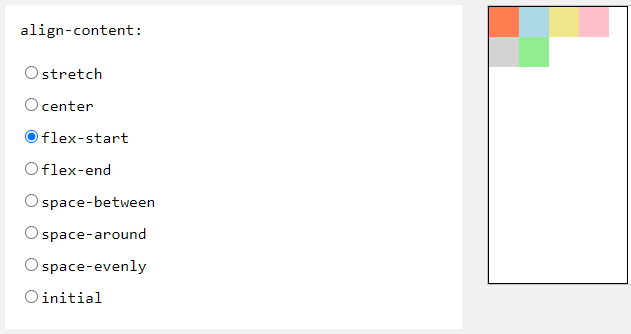 align-content:
stretch
center
flex-start
flex-end
space-between
space-around
space-evenly
initial